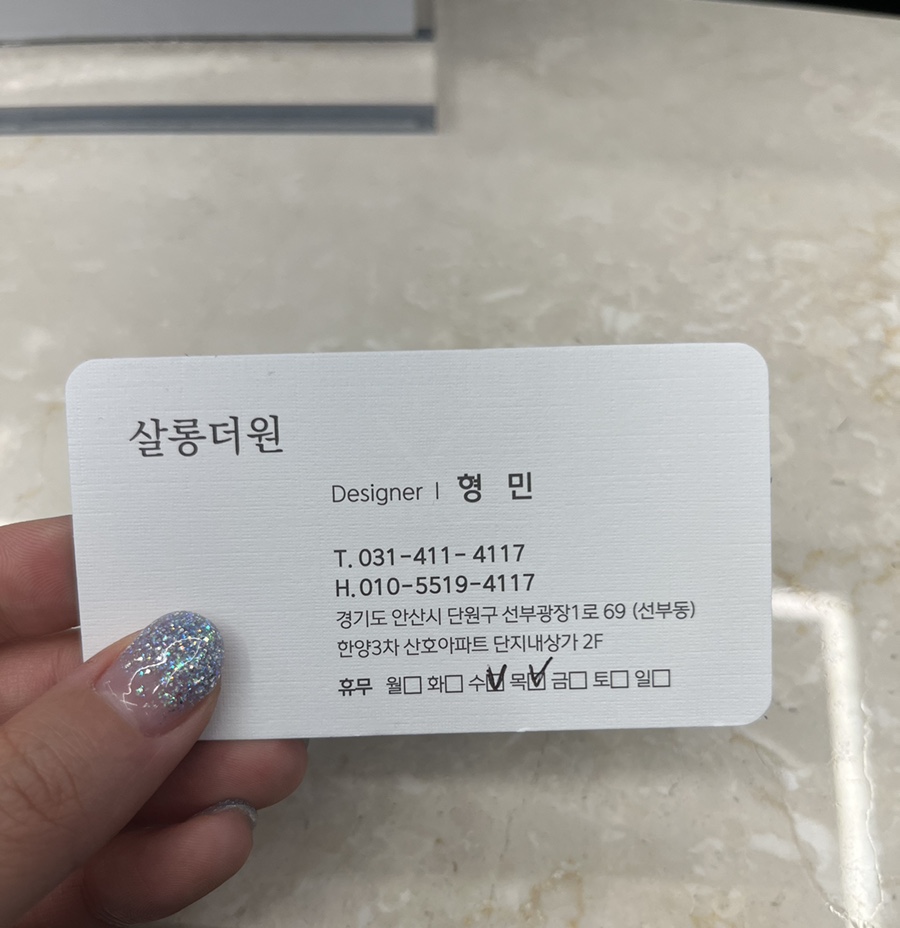 살롱더원
Designer | 형 민
T. 031-411-4117
H. 010-5519-4117
경기도 안산시 단원구 선부광장1로 69 (선부동)
한양3차 산호아파트 단지내상가 2F
휴무 월□ 화□ 수☑ 목☑ 금□ 토□ 일□